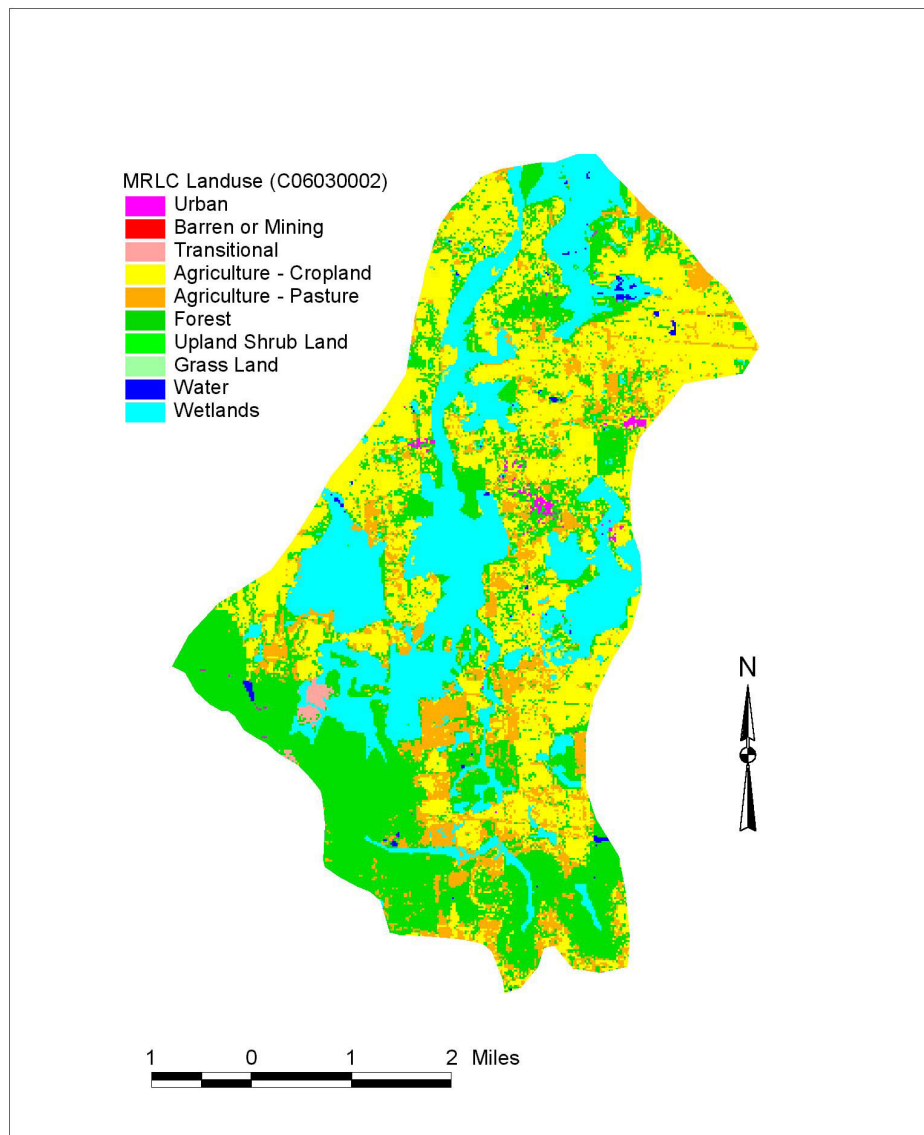 MRLC Landuse (C06030002)
Urban
Barren or Mining
Transitional
Agriculture - Cropland
Agriculture - Pasture
Forest
Upland Shrub Land
Grass Land
Water
Wetlands
N
1 0 1 2 Miles